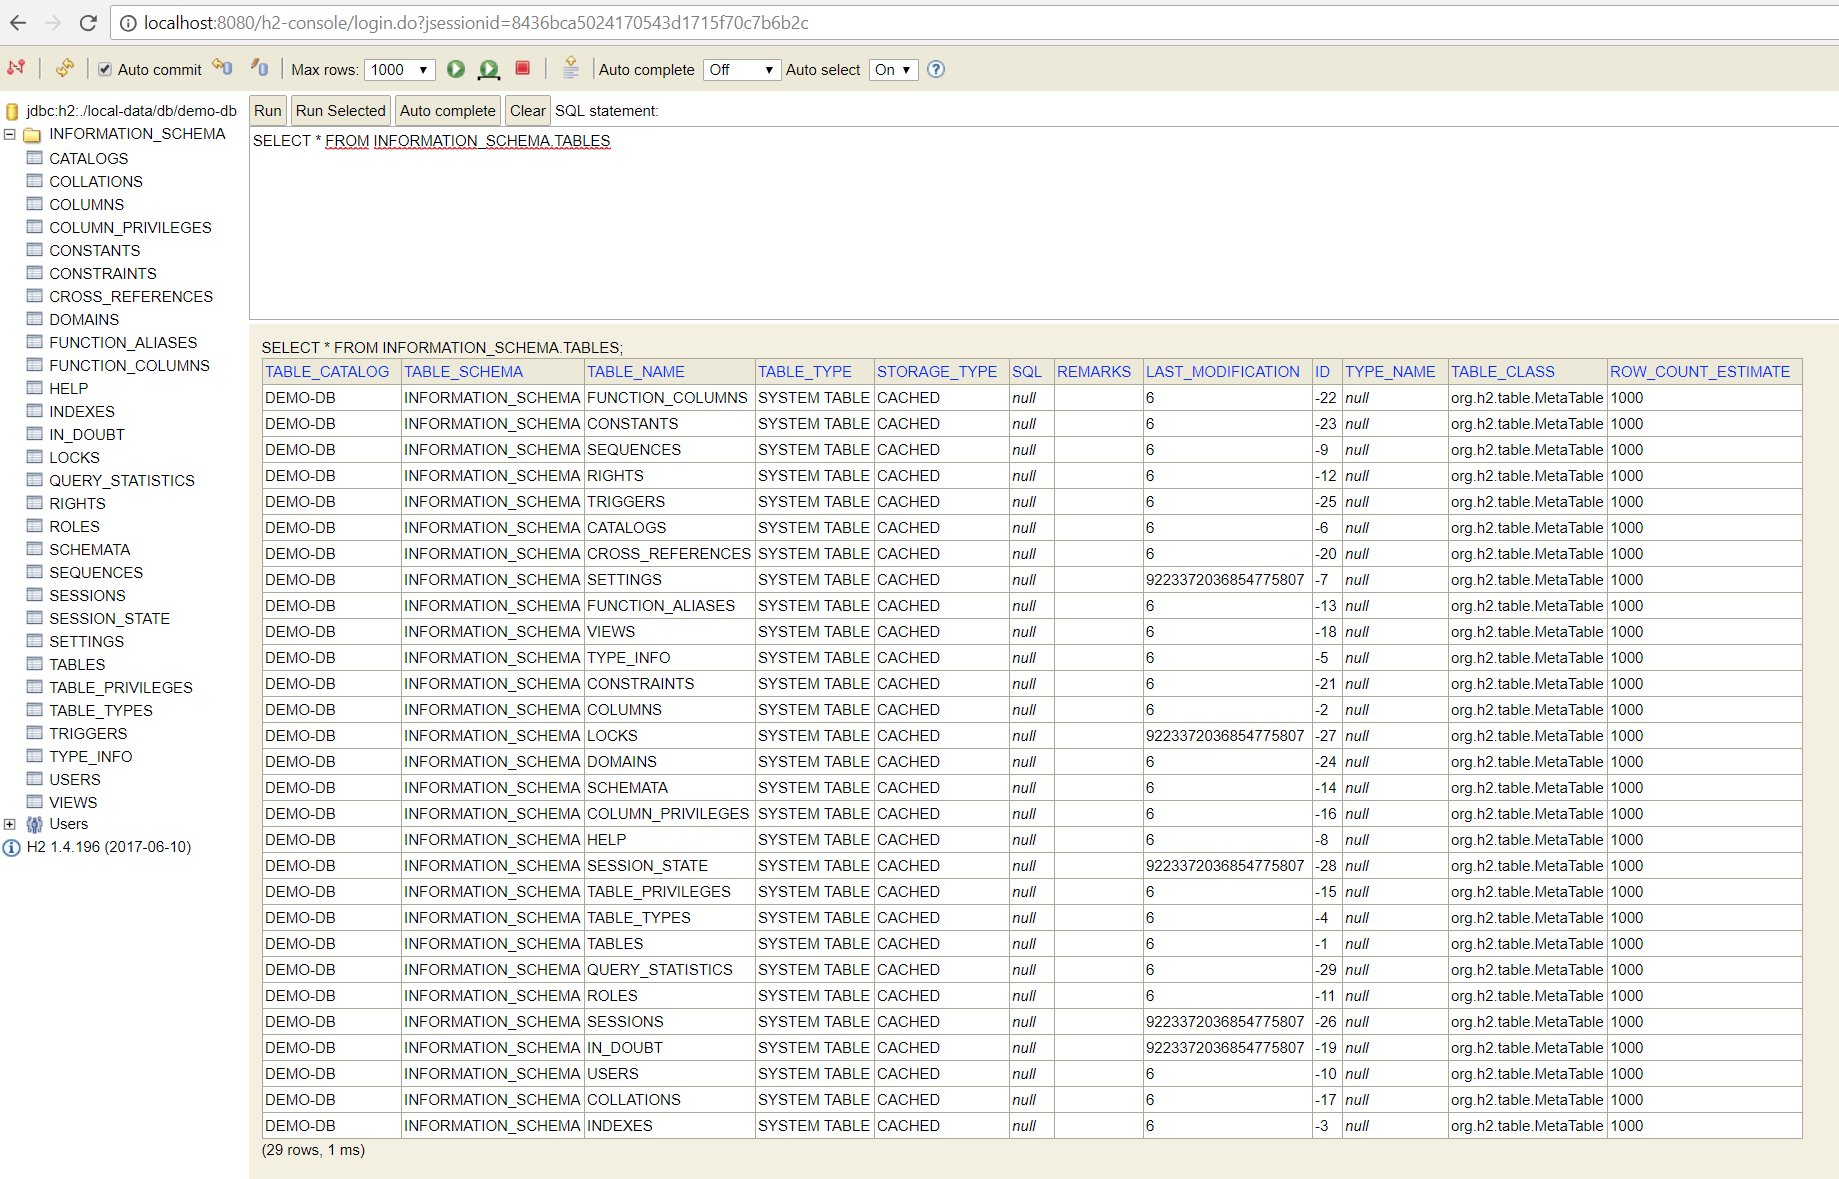 localhost:8080/h2-console/login.do?jsessionid=8436bca5024170543d1715f70c7b6b2c
Auto commit Max rows: 1000 Auto complete Off Auto select On
jdbc:h2:./local-data/db/demo-db
INFORMATION_SCHEMA
CATALOGS
COLLATIONS
COLUMNS
COLUMN_PRIVILEGES
CONSTANTS
CONSTRAINTS
CROSS_REFERENCES
DOMAINS
FUNCTION_ALIASES
FUNCTION_COLUMNS
HELP
INDEXES
IN_DOUBT
LOCKS
QUERY_STATISTICS
RIGHTS
ROLES
SCHEMATA
SEQUENCES
SESSIONS
SESSION_STATE
SETTINGS
TABLES
TABLE_PRIVILEGES
TABLE_TYPES
TRIGGERS
TYPE_INFO
USERS
VIEWS
Users
H2 1.4.196 (2017-06-10)
Run Run Selected Auto complete Clear SQL statement:
SELECT * FROM INFORMATION_SCHEMA.TABLES
SELECT * FROM INFORMATION_SCHEMA.TABLES;
TABLE_CATALOG TABLE_SCHEMA TABLE_NAME TABLE_TYPE STORAGE_TYPE SQL REMARKS LAST_MODIFICATION ID TYPE_NAME TABLE_CLASS ROW_COUNT_ESTIMATE
DEMO-DB INFORMATION_SCHEMA FUNCTION_COLUMNS SYSTEM TABLE CACHED null 6 -22 null org.h2.table.MetaTable 1000
DEMO-DB INFORMATION_SCHEMA CONSTANTS SYSTEM TABLE CACHED null 6 -23 null org.h2.table.MetaTable 1000
DEMO-DB INFORMATION_SCHEMA SEQUENCES SYSTEM TABLE CACHED null 6 -9 null org.h2.table.MetaTable 1000
DEMO-DB INFORMATION_SCHEMA RIGHTS SYSTEM TABLE CACHED null 6 -12 null org.h2.table.MetaTable 1000
DEMO-DB INFORMATION_SCHEMA TRIGGERS SYSTEM TABLE CACHED null 6 -25 null org.h2.table.MetaTable 1000
DEMO-DB INFORMATION_SCHEMA CATALOGS SYSTEM TABLE CACHED null 6 -6 null org.h2.table.MetaTable 1000
DEMO-DB INFORMATION_SCHEMA CROSS_REFERENCES SYSTEM TABLE CACHED null 6 -20 null org.h2.table.MetaTable 1000
DEMO-DB INFORMATION_SCHEMA SETTINGS SYSTEM TABLE CACHED null 9223372036854775807 -7 null org.h2.table.MetaTable 1000
DEMO-DB INFORMATION_SCHEMA FUNCTION_ALIASES SYSTEM TABLE CACHED null 6 -13 null org.h2.table.MetaTable 1000
DEMO-DB INFORMATION_SCHEMA VIEWS SYSTEM TABLE CACHED null 6 -18 null org.h2.table.MetaTable 1000
DEMO-DB INFORMATION_SCHEMA TYPE_INFO SYSTEM TABLE CACHED null 6 -5 null org.h2.table.MetaTable 1000
DEMO-DB INFORMATION_SCHEMA CONSTRAINTS SYSTEM TABLE CACHED null 6 -21 null org.h2.table.MetaTable 1000
DEMO-DB INFORMATION_SCHEMA COLUMNS SYSTEM TABLE CACHED null 6 -2 null org.h2.table.MetaTable 1000
DEMO-DB INFORMATION_SCHEMA LOCKS SYSTEM TABLE CACHED null 9223372036854775807 -27 null org.h2.table.MetaTable 1000
DEMO-DB INFORMATION_SCHEMA DOMAINS SYSTEM TABLE CACHED null 6 -24 null org.h2.table.MetaTable 1000
DEMO-DB INFORMATION_SCHEMA SCHEMATA SYSTEM TABLE CACHED null 6 -14 null org.h2.table.MetaTable 1000
DEMO-DB INFORMATION_SCHEMA COLUMN_PRIVILEGES SYSTEM TABLE CACHED null 6 -16 null org.h2.table.MetaTable 1000
DEMO-DB INFORMATION_SCHEMA HELP SYSTEM TABLE CACHED null 6 -8 null org.h2.table.MetaTable 1000
DEMO-DB INFORMATION_SCHEMA SESSION_STATE SYSTEM TABLE CACHED null 9223372036854775807 -28 null org.h2.table.MetaTable 1000
DEMO-DB INFORMATION_SCHEMA TABLE_PRIVILEGES SYSTEM TABLE CACHED null 6 -15 null org.h2.table.MetaTable 1000
DEMO-DB INFORMATION_SCHEMA TABLE_TYPES SYSTEM TABLE CACHED null 6 -4 null org.h2.table.MetaTable 1000
DEMO-DB INFORMATION_SCHEMA TABLES SYSTEM TABLE CACHED null 6 -1 null org.h2.table.MetaTable 1000
DEMO-DB INFORMATION_SCHEMA QUERY_STATISTICS SYSTEM TABLE CACHED null 6 -29 null org.h2.table.MetaTable 1000
DEMO-DB INFORMATION_SCHEMA ROLES SYSTEM TABLE CACHED null 6 -11 null org.h2.table.MetaTable 1000
DEMO-DB INFORMATION_SCHEMA SESSIONS SYSTEM TABLE CACHED null 9223372036854775807 -26 null org.h2.table.MetaTable 1000
DEMO-DB INFORMATION_SCHEMA IN_DOUBT SYSTEM TABLE CACHED null 9223372036854775807 -19 null org.h2.table.MetaTable 1000
DEMO-DB INFORMATION_SCHEMA USERS SYSTEM TABLE CACHED null 6 -10 null org.h2.table.MetaTable 1000
DEMO-DB INFORMATION_SCHEMA COLLATIONS SYSTEM TABLE CACHED null 6 -17 null org.h2.table.MetaTable 1000
DEMO-DB INFORMATION_SCHEMA INDEXES SYSTEM TABLE CACHED null 6 -3 null org.h2.table.MetaTable 1000
(29 rows, 1 ms)